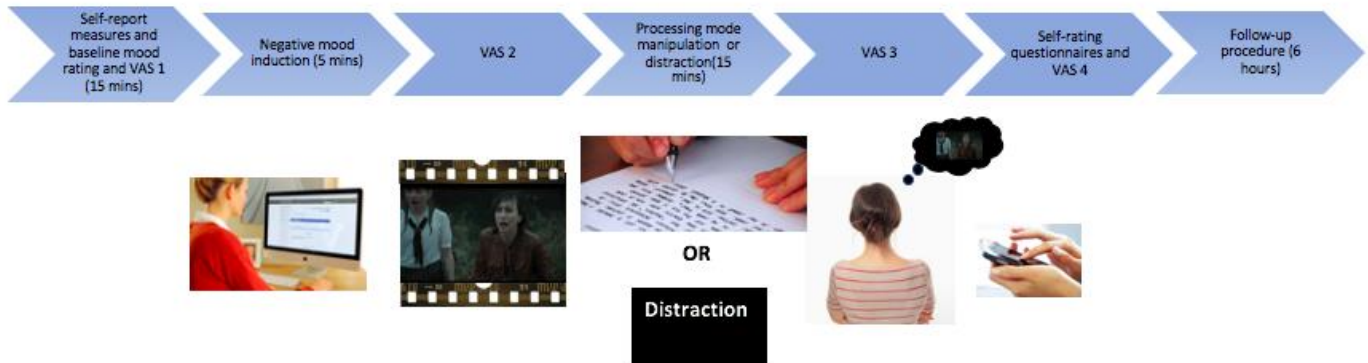 Self-report
measures and
baseline mood
rating and VAS 1
(15 mins)
Negative mood
induction (5 mins)
VAS 2
Processing mode
manipulation or
distraction(15
mins)
VAS 3
Self-rating
questionnaires and
VAS 4
Follow-up
procedure (6
hours)
OR
Distraction